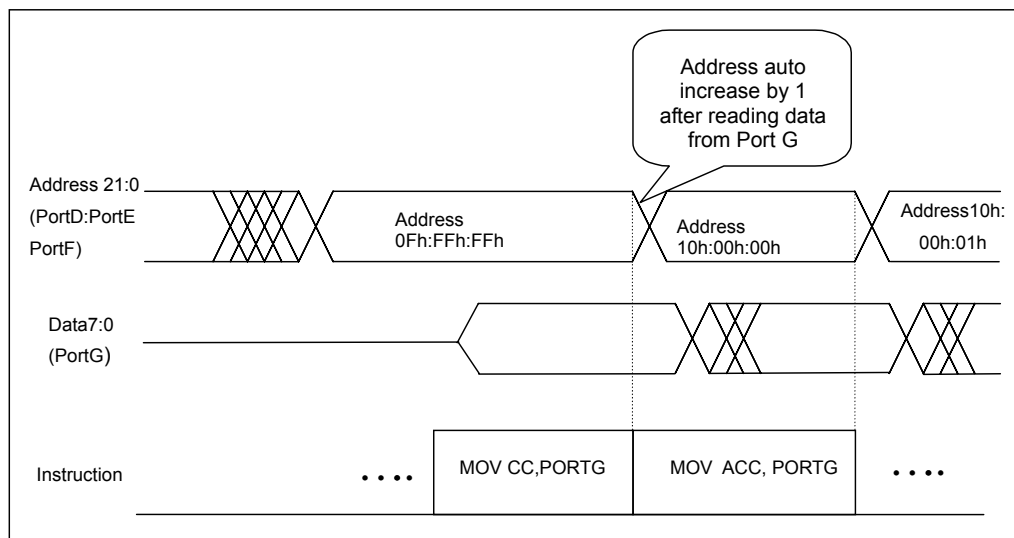 Address auto
increase by 1
after reading data
from Port G
Address 21:0
(PortD:PortE
PortF)
Address
0Fh:FFh:FFh
Address
10h:00h:00h
Address10h:
00h:01h
Data7:0
(PortG)
Instruction
....
MOV CC,PORTG
MOV ACC, PORTG
....